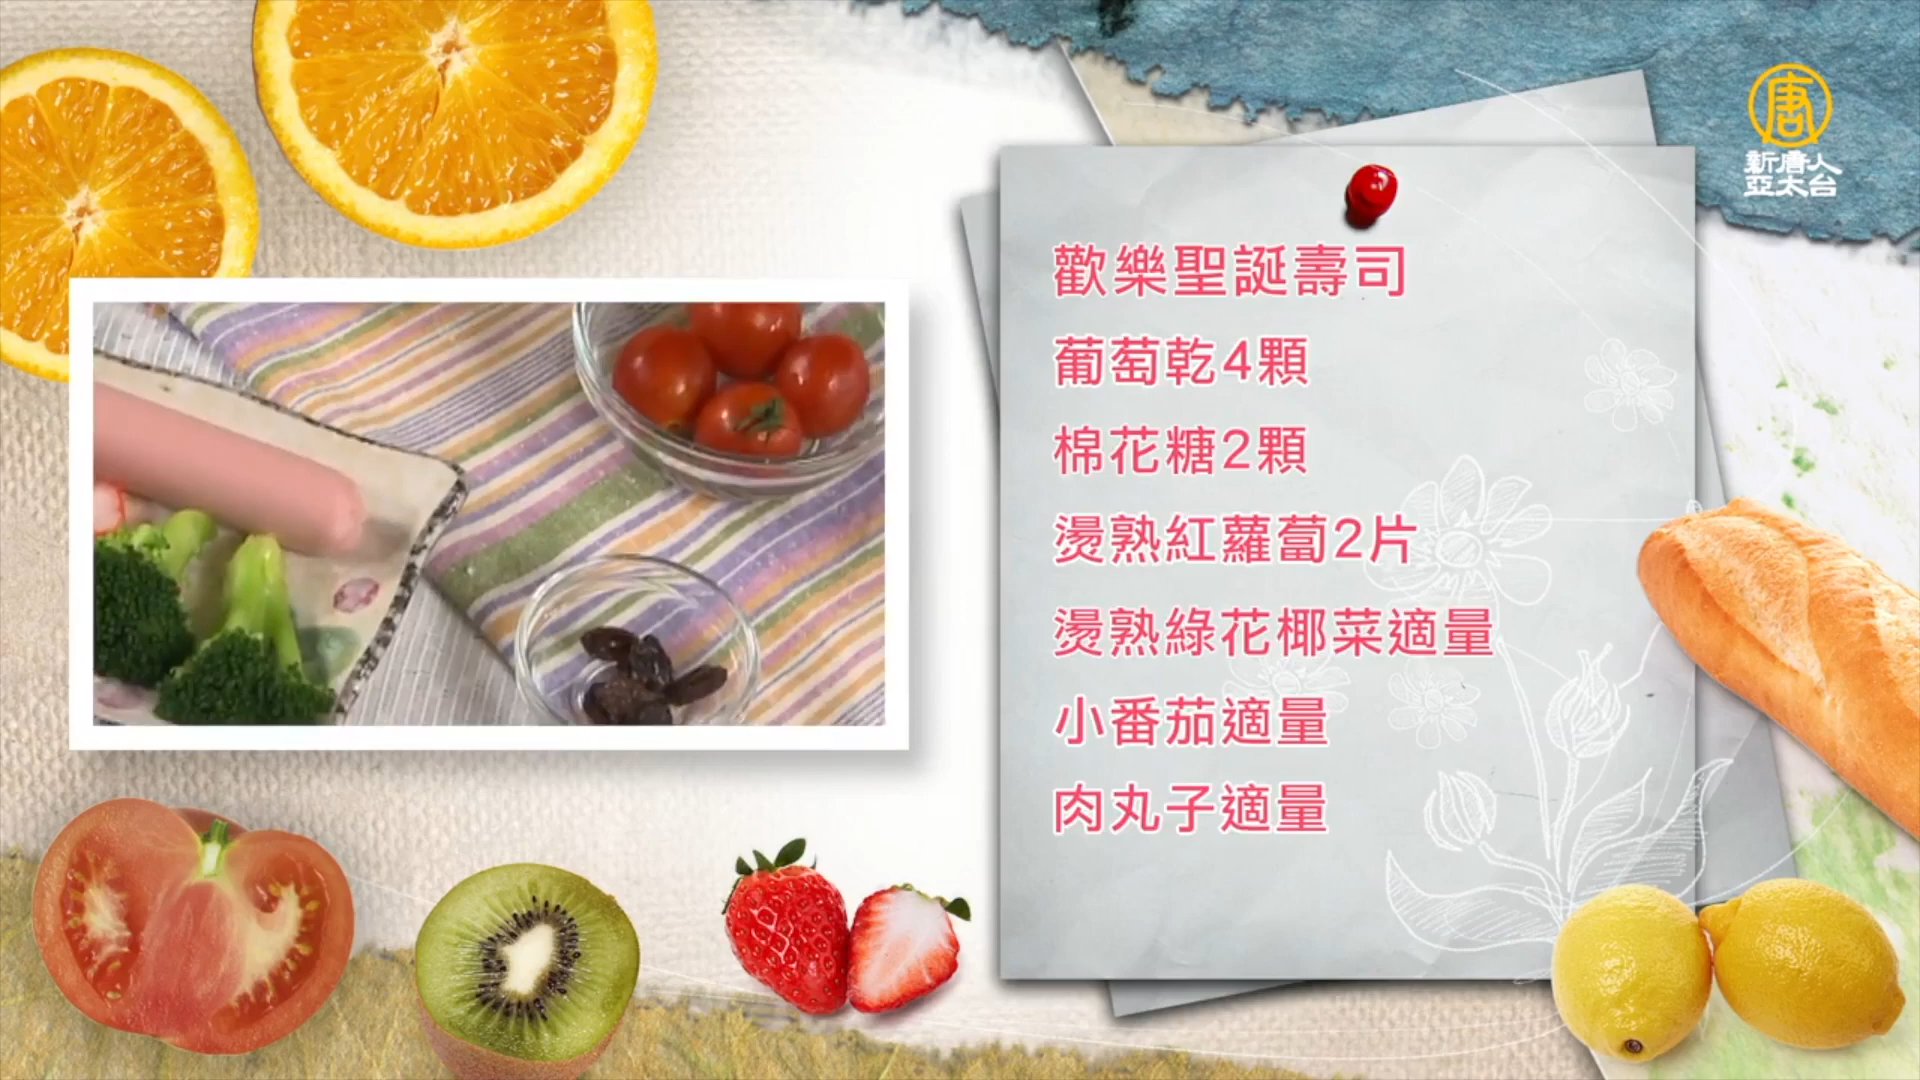 唐
新唐人
亞太台
歡樂聖誕壽司
葡萄乾4顆
棉花糖2顆
燙熟紅蘿蔔2片
燙熟綠花椰菜適量
小番茄適量
肉丸子適量